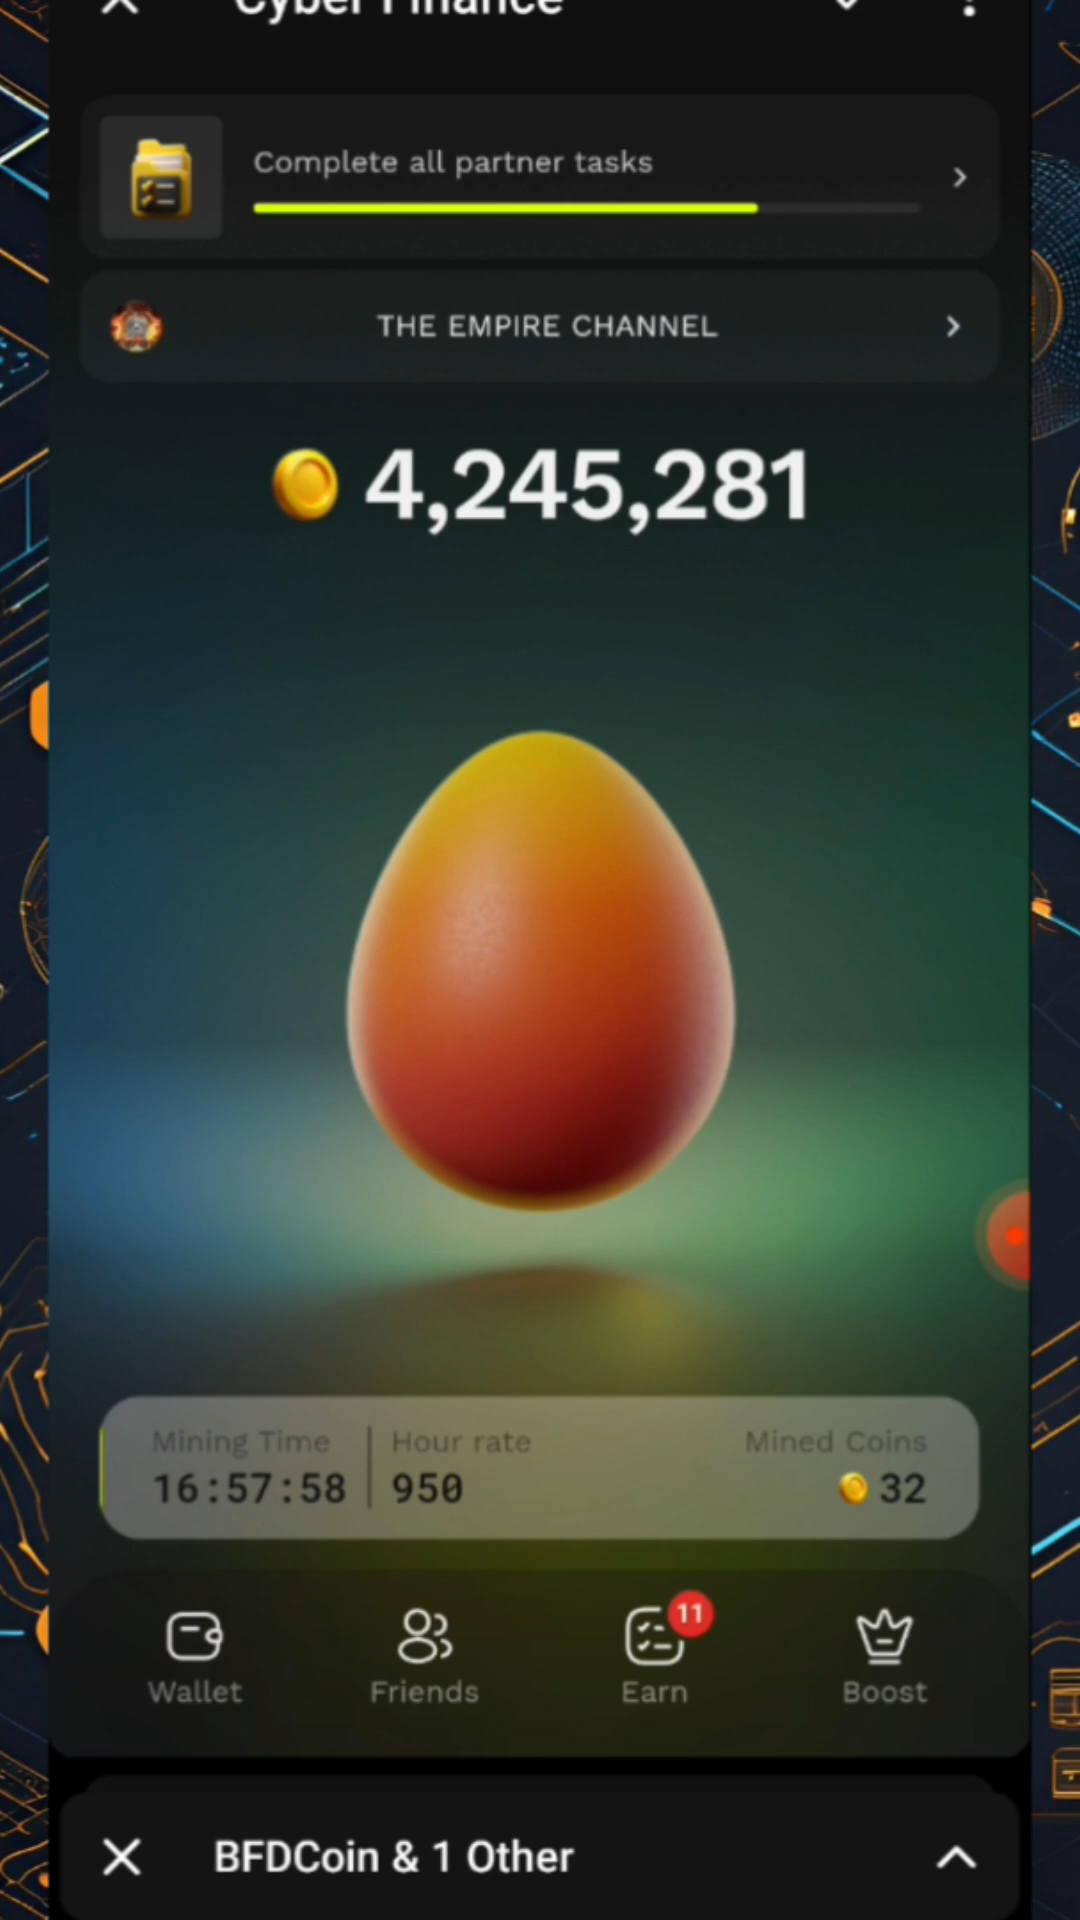 Cyber Finance
Complete all partner tasks
THE EMPIRE CHANNEL
4,245,281
Mining Time
16:57:58
Hour rate
950
Mined Coins
32
11
Wallet
Friends
Earn
Boost
BFDCoin & 1 Other